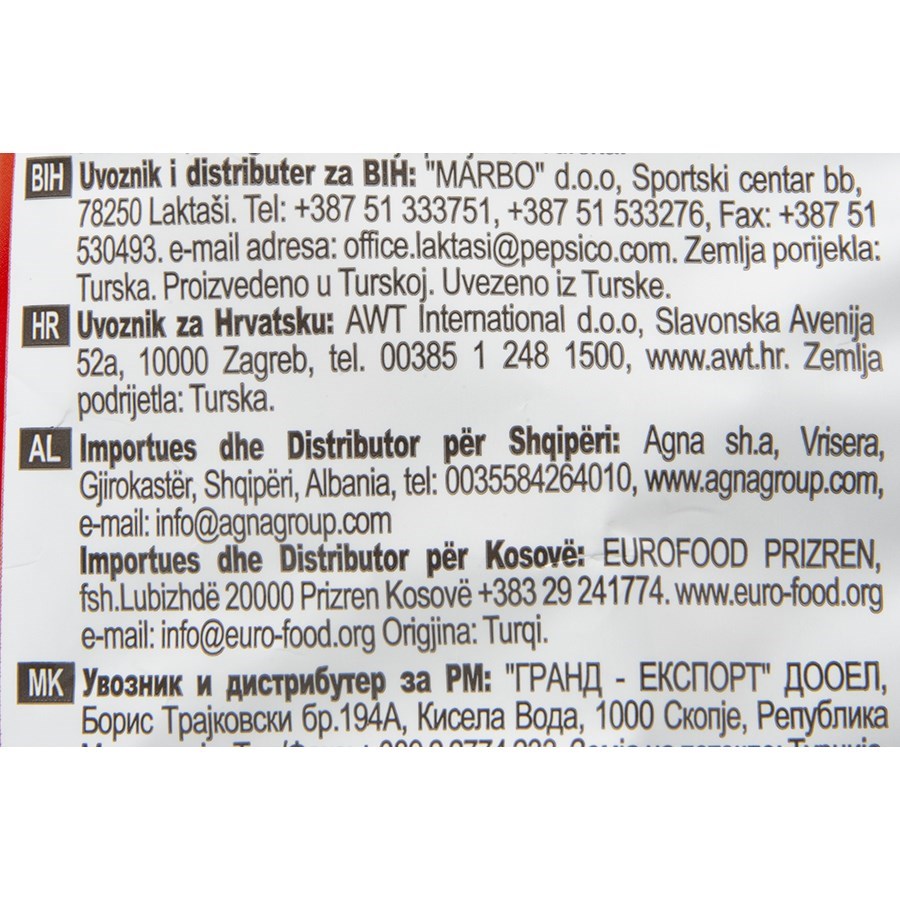 BIH Uvoznik i distributer za BIH: "MARBO" d.o.o, Sportski centar bb,
78250 Laktaši. Tel: +387 51 333751, +387 51 533276, Fax: +387 51
530493. e-mail adresa: office.laktasi@pepsico.com. Zemlja porijekla:
Turska. Proizvedeno u Turskoj. Uvezeno iz Turske.
HR Uvoznik za Hrvatsku: AWT International d.o.o, Slavonska Avenija
52a, 10000 Zagreb, tel. 00385 1 248 1500, www.awt.hr. Zemlja
podrijetla: Turska.
AL Importues dhe Distributor për Shqipëri: Agna sh.a, Vrisera,
Gjirokastër, Shqipëri, Albania, tel: 0035584264010, www.agnagroup.com,
e-mail: info@agnagroup.com
Importues dhe Distributor për Kosovë: EUROFOOD PRIZREN,
fsh.Lubizhdë 20000 Prizren Kosovë +383 29 241774. www.euro-food.org
e-mail: info@euro-food.org Origjina: Turqi.
MK Увозник и дистрибутер за РМ: "ГРАНД - ЕКСПОРТ" ДООЕЛ,
Борис Трајковски бр.194А, Кисела Вода, 1000 Скопје, Република